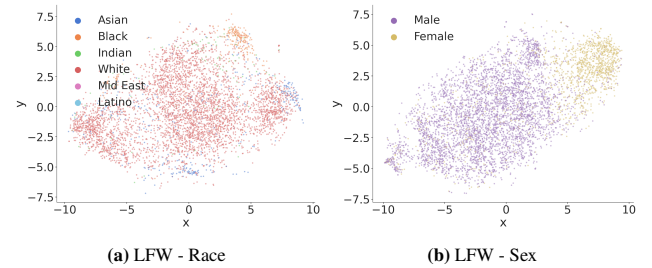 Asian
Black
Indian
White
Mid East
Latino
7.5
5.0
2.5
0.0
−2.5
−5.0
−7.5
y
−10 −5 0 5 10
x
(a) LFW - Race
Male
Female
7.5
5.0
2.5
0.0
−2.5
−5.0
−7.5
y
−10 −5 0 5 10
x
(b) LFW - Sex